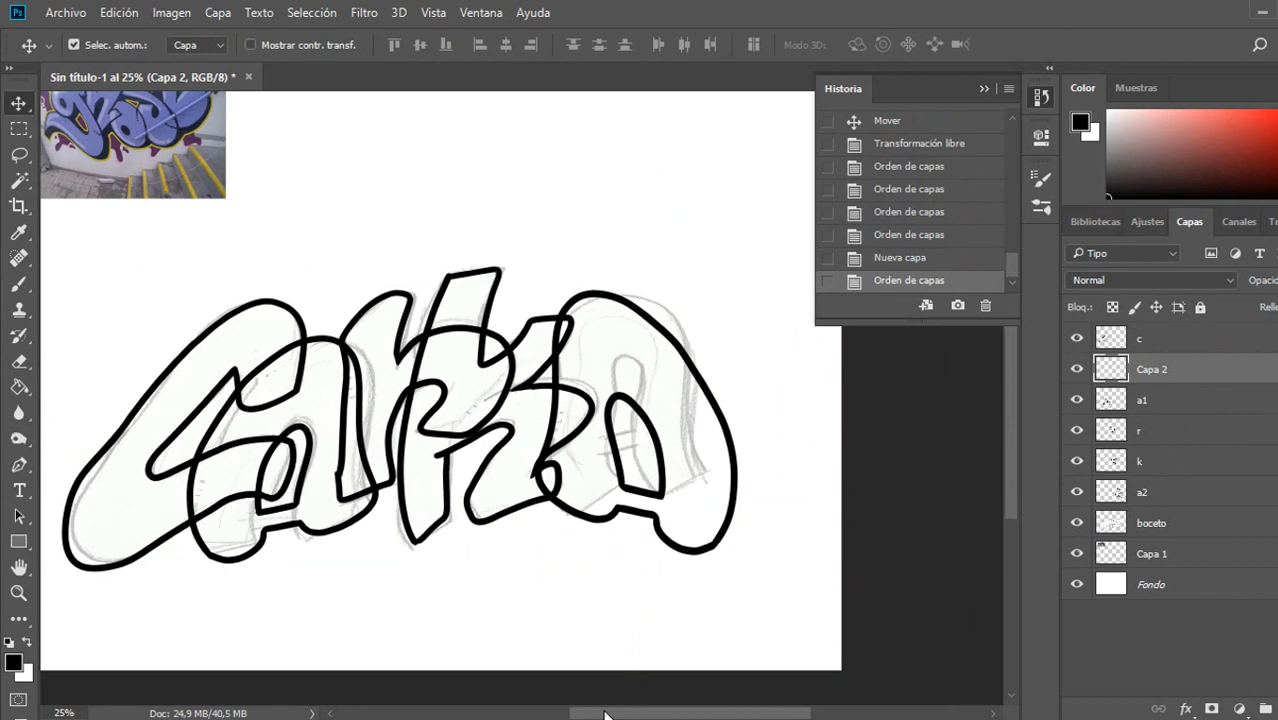 Ps Archivo Edición Imagen Capa Texto Selección Filtro 3D Vista Ventana Ayuda
Selec. autom.: Capa Mostrar contr. transf. Modo 3D:
Sin título-1 al 25% (Capa 2, RGB/8) * ×
Historia
Mover
Transformación libre
Orden de capas
Orden de capas
Orden de capas
Orden de capas
Nueva capa
Orden de capas
Color Muestras
Bibliotecas Ajustes Capas Canales
Tipo
Normal
Bloq.:
c
Capa 2
a1
r
k
a2
boceto
Capa 1
Fondo
fx
25% Doc: 24,9 MB/40,5 MB